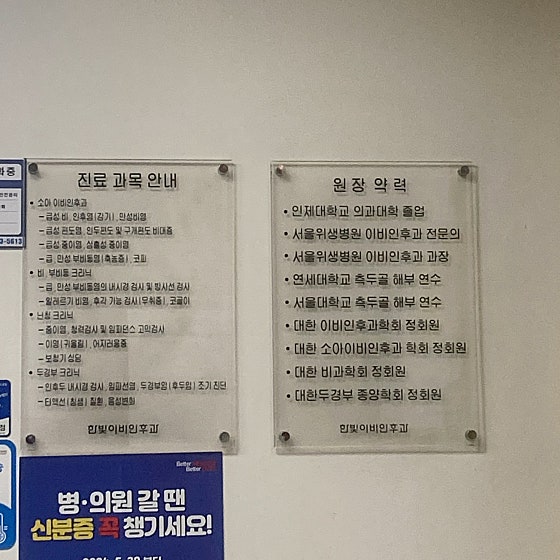 진료 과목 안내
• 소아 이비인후과
– 급성 비, 인후염(감기), 만성비염
– 급성 편도염, 인두편도 및 구개편도 비대증
– 급성 중이염, 삼출성 중이염
– 급, 만성 부비동염(축농증), 코피
• 비, 부비동 크리닉
– 급, 만성 부비동염의 내시경 검사 및 방사선 검사
– 알레르기 비염, 후각 기능 검사(무취증), 코골이
• 난청 크리닉
– 중이염, 청력검사 및 임피던스 고막검사
– 이명(귀울림), 어지러움증
– 보청기 상담
• 두경부 크리닉
– 인후두 내시경 검사, 임파선염, 두경부암(후두암) 조기 진단
– 타액선(침샘) 질환, 음성변화
한빛이비인후과
원 장 약 력
• 인제대학교 의과대학 졸업
• 서울위생병원 이비인후과 전문의
• 서울위생병원 이비인후과 과장
• 연세대학교 측두골 해부 연수
• 서울대학교 측두골 해부 연수
• 대한 이비인후과학회 정회원
• 대한 소아이비인후과 학회 정회원
• 대한 비과학회 정회원
• 대한두경부 종양학회 정회원
한빛이비인후과
3-5613
Better
Better
병·의원 갈 땐
신분증 꼭 챙기세요!